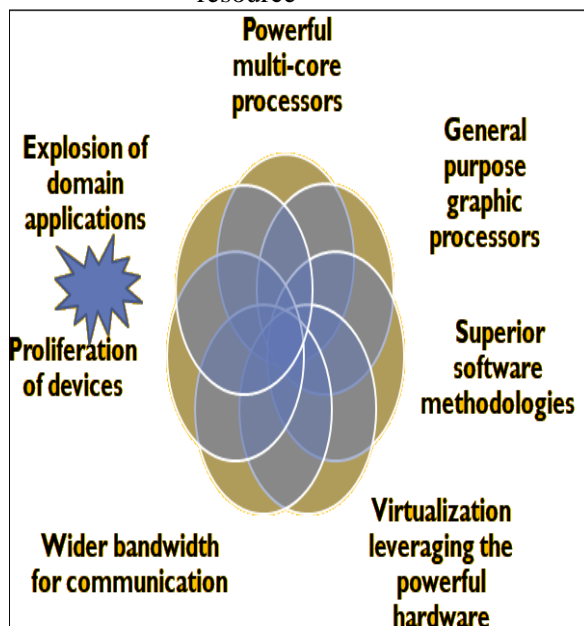 resource
Powerful
multi-core
processors
General
purpose
graphic
processors
Superior
software
methodologies
Virtualization
leveraging the
powerful
hardware
Wider bandwidth
for communication
Proliferation
of devices
Explosion of
domain
applications